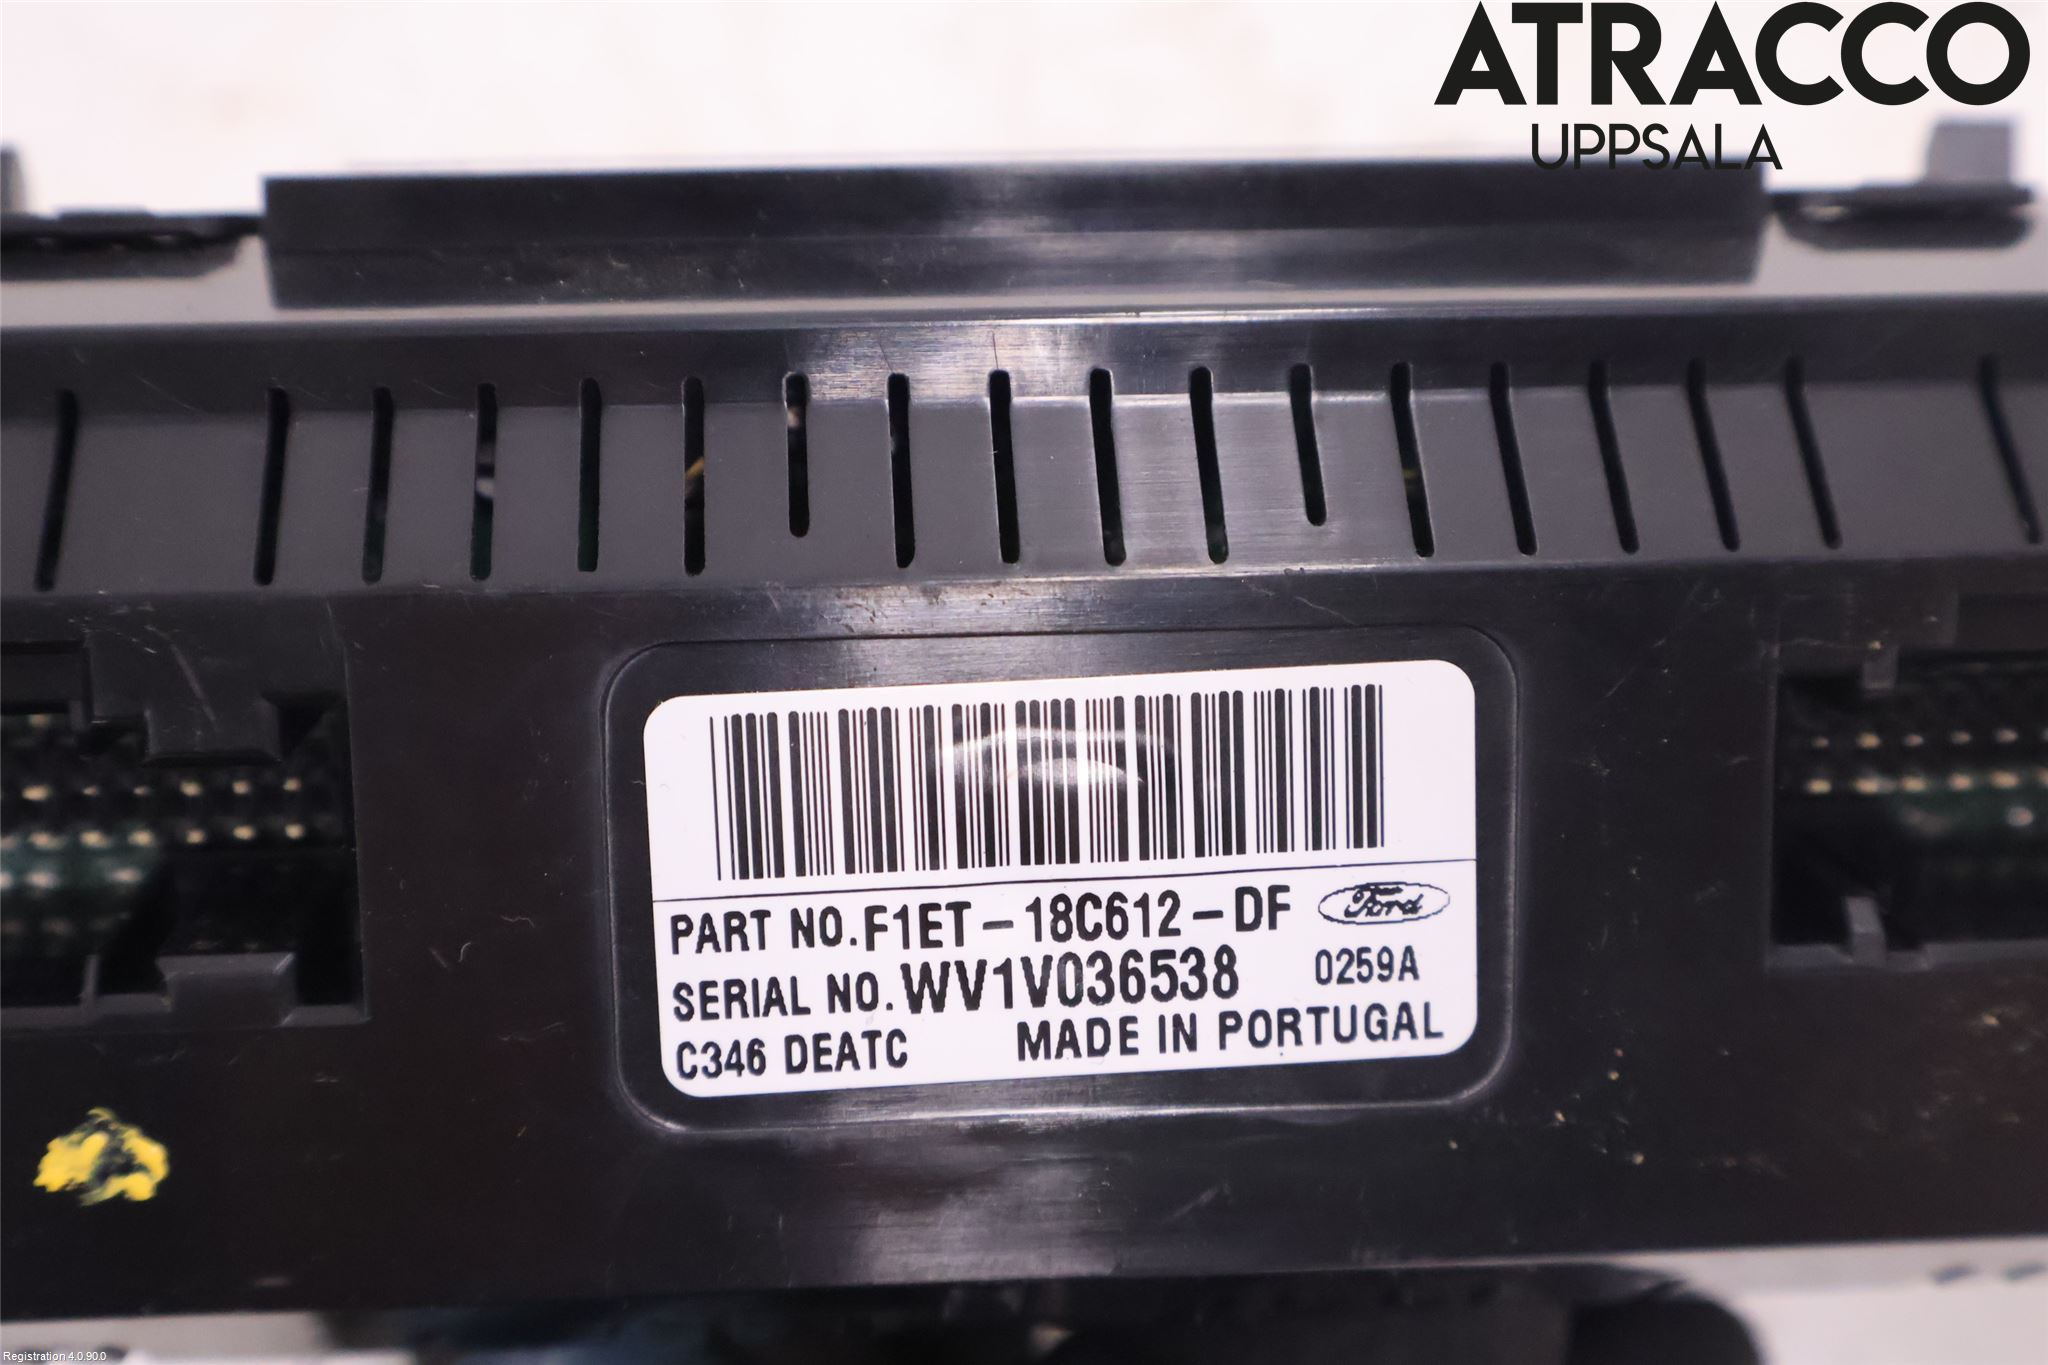 ATRACCO
UPPSALA
PART NO. F1ET-18C612-DF Ford
SERIAL NO. WV1V036538 0259A
C346 DEATC MADE IN PORTUGAL
Registration 4.0.90.0